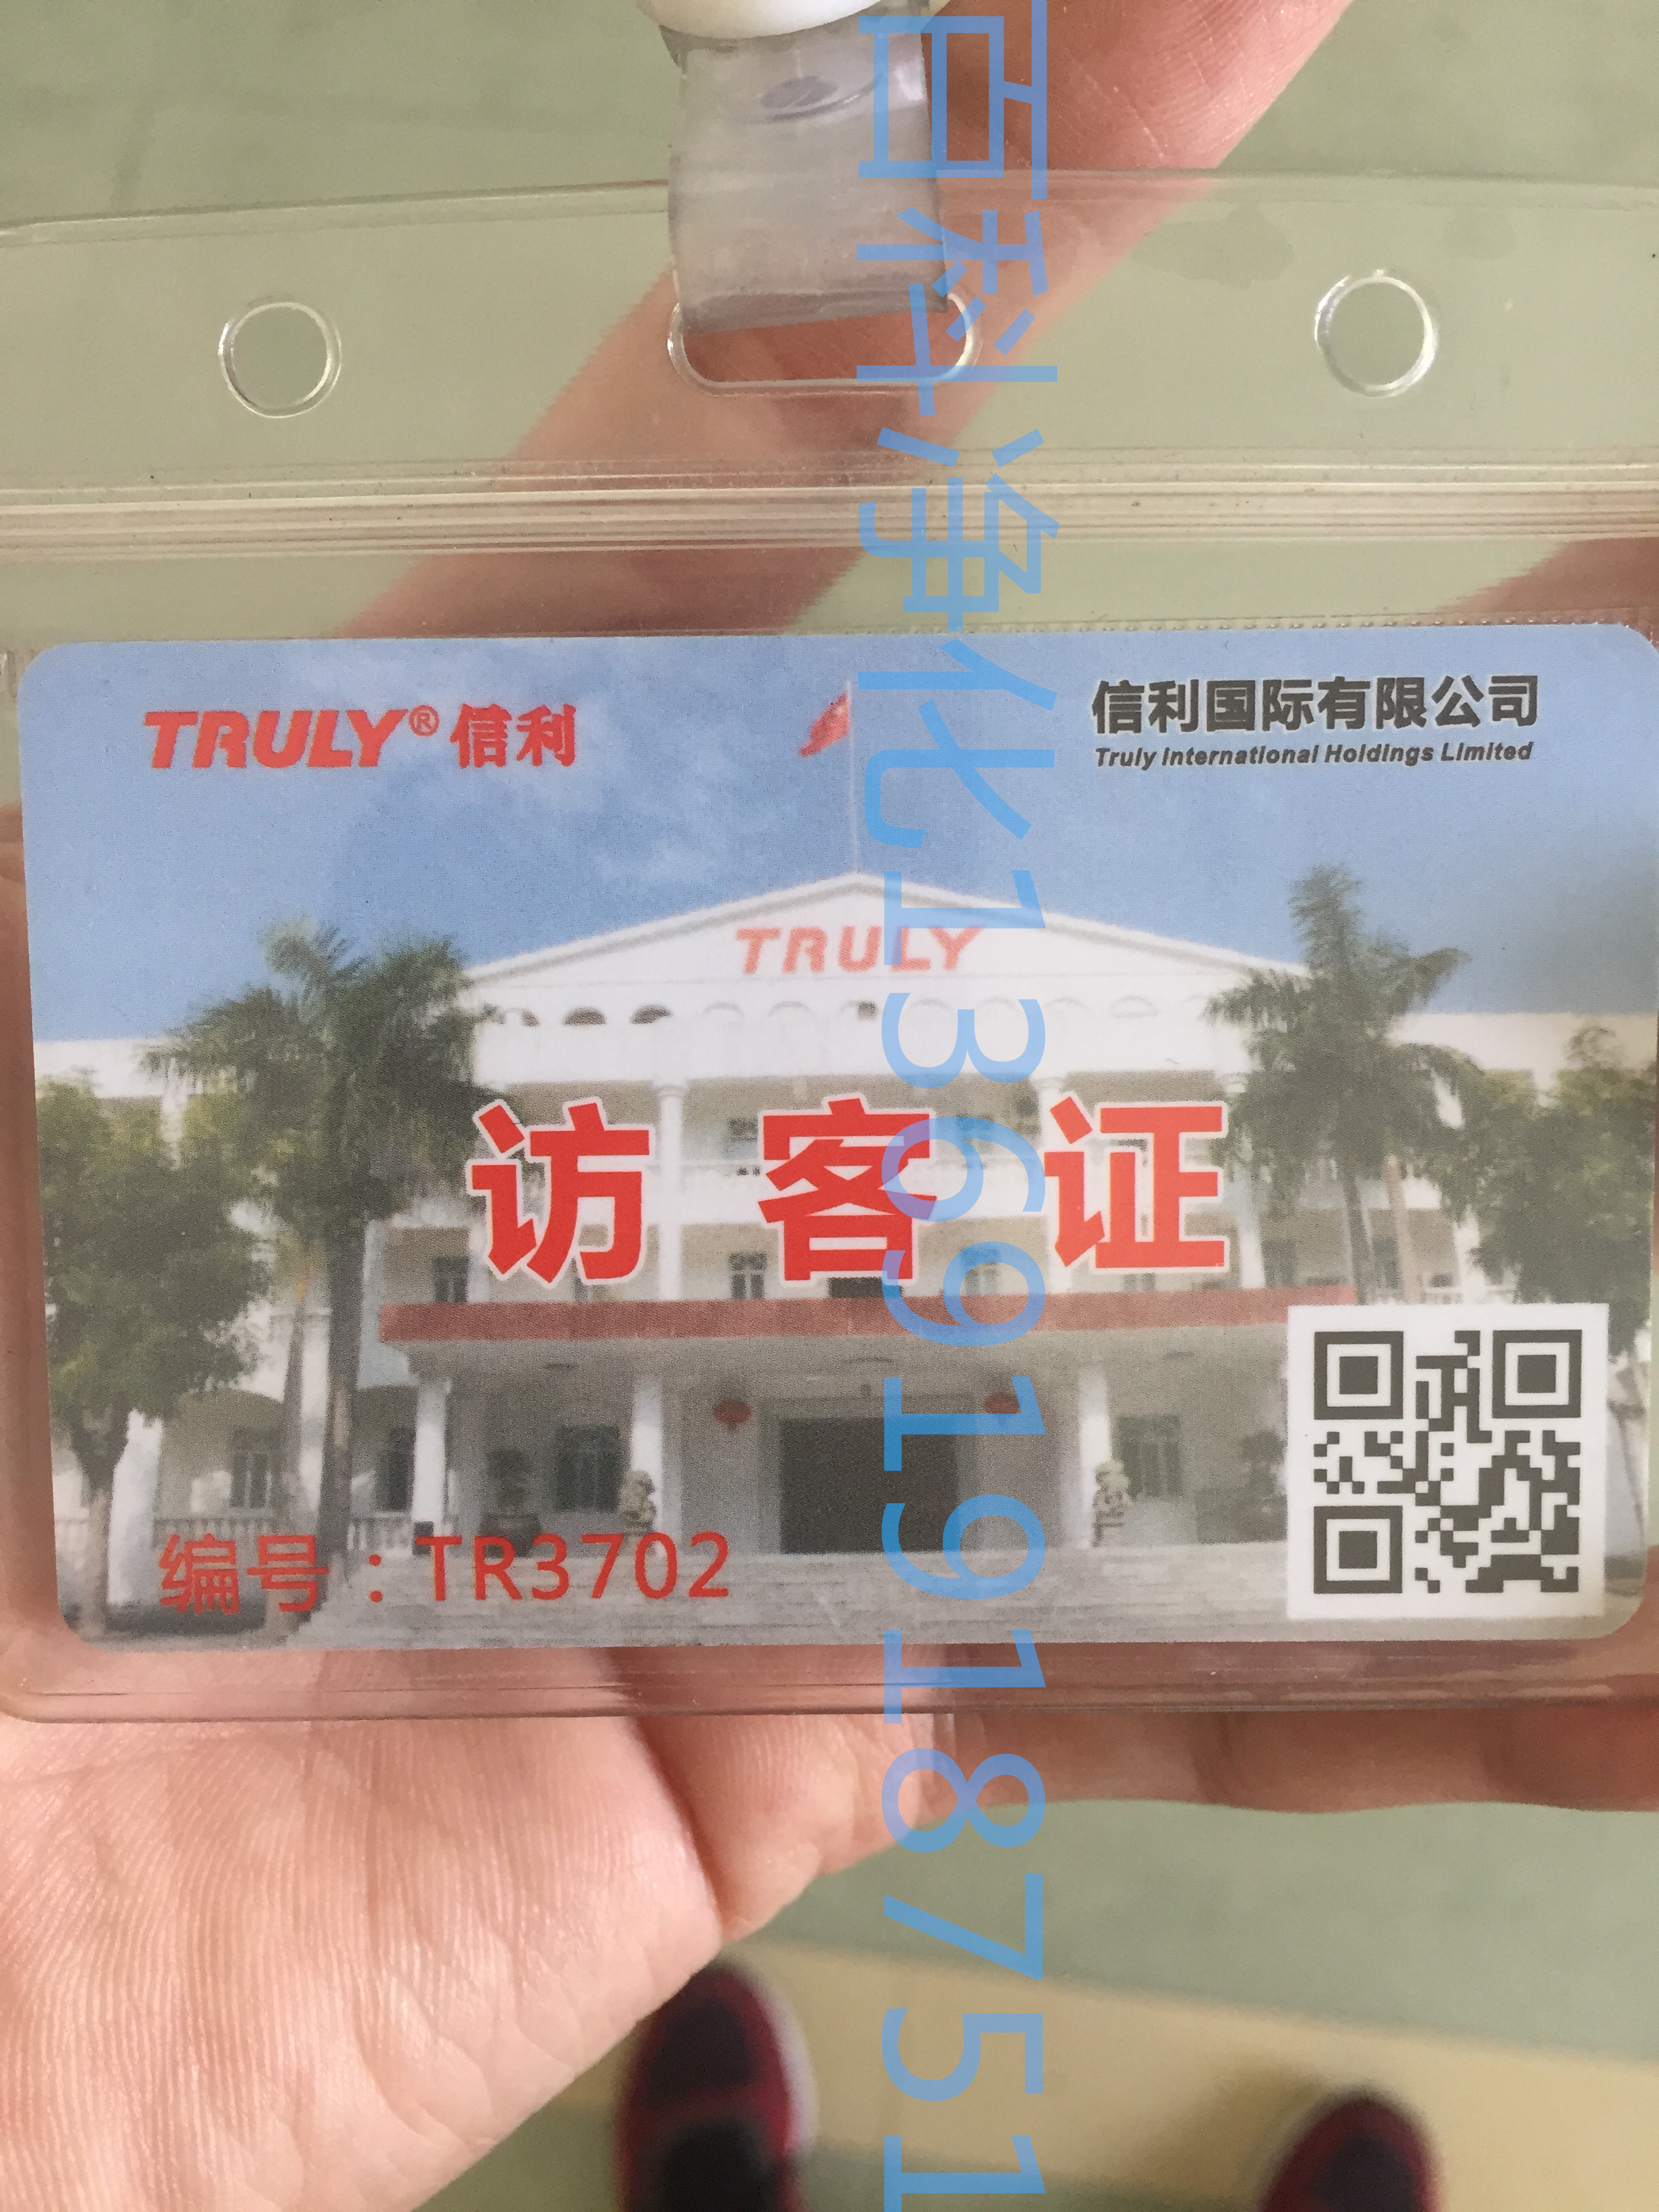 TRULY® 信利
信利国际有限公司
Truly International Holdings Limited
TRULY
访客证
编号：TR3702
百科净化13691918751